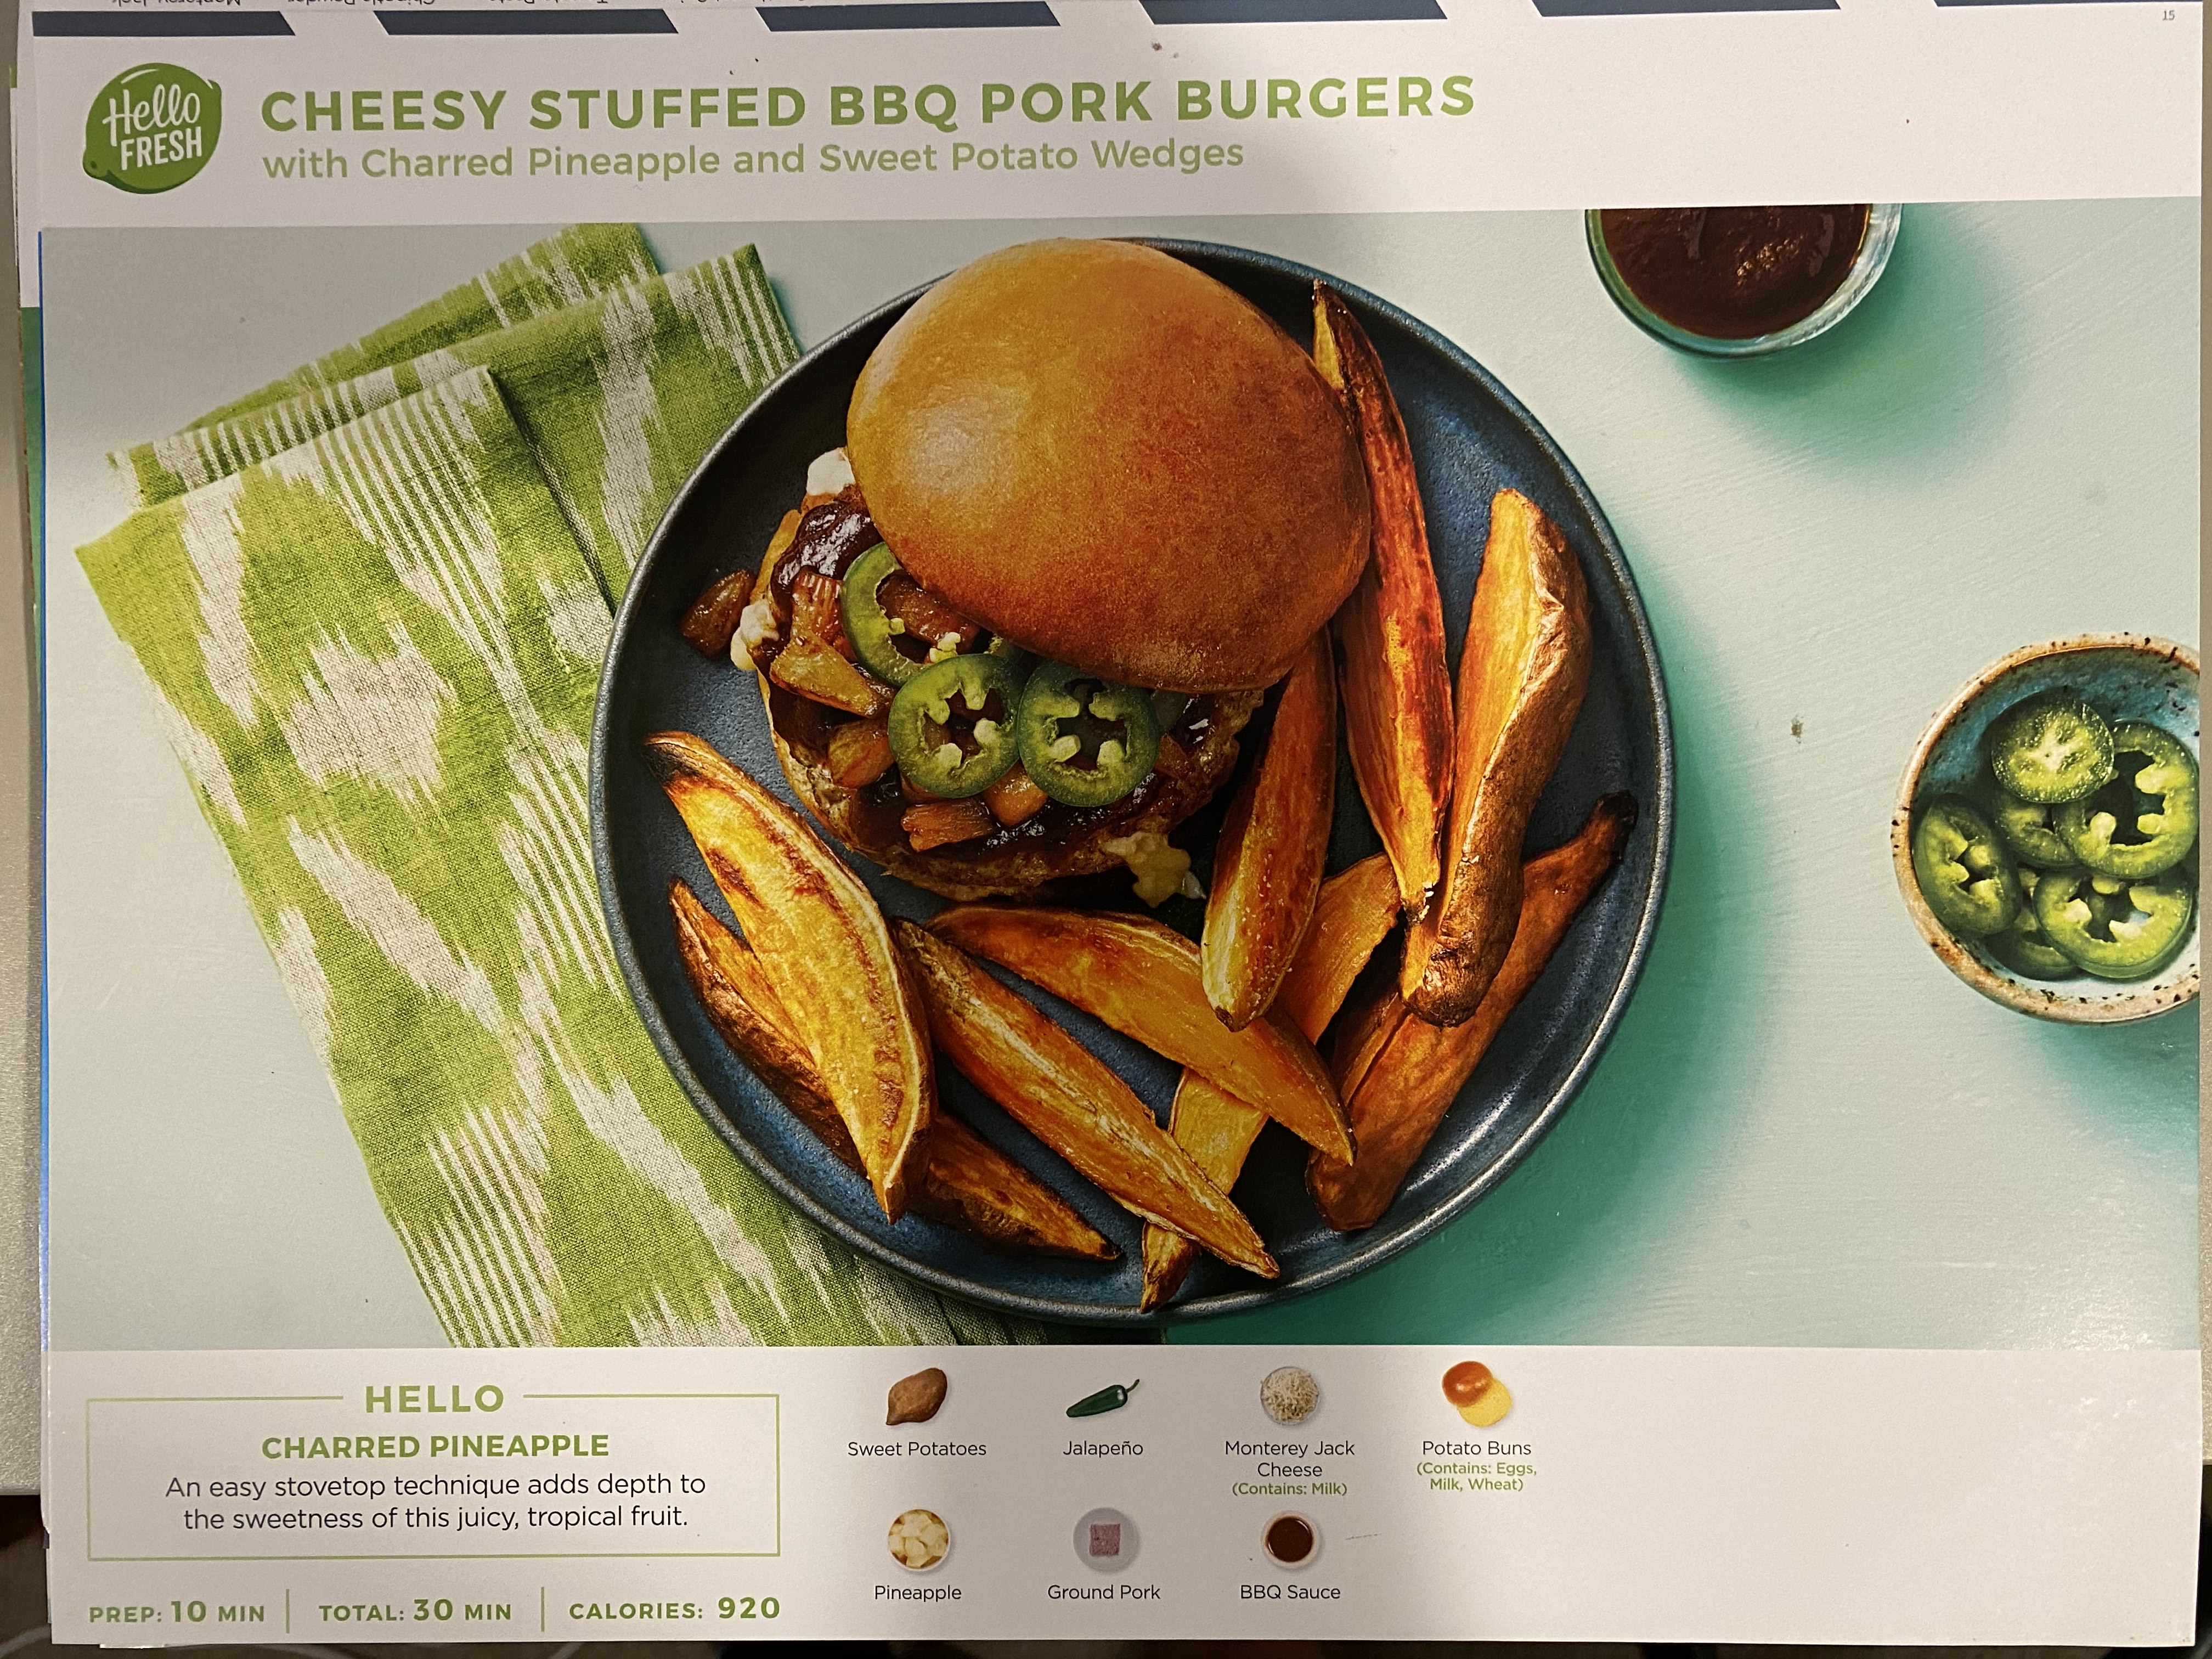 15
Hello
FRESH
CHEESY STUFFED BBQ PORK BURGERS
with Charred Pineapple and Sweet Potato Wedges
HELLO
CHARRED PINEAPPLE
An easy stovetop technique adds depth to
the sweetness of this juicy, tropical fruit.
PREP: 10 MIN
TOTAL: 30 MIN
CALORIES: 920
Sweet Potatoes
Jalapeño
Monterey Jack
Cheese
(Contains: Milk)
Potato Buns
(Contains: Eggs,
Milk, Wheat)
Pineapple
Ground Pork
BBQ Sauce